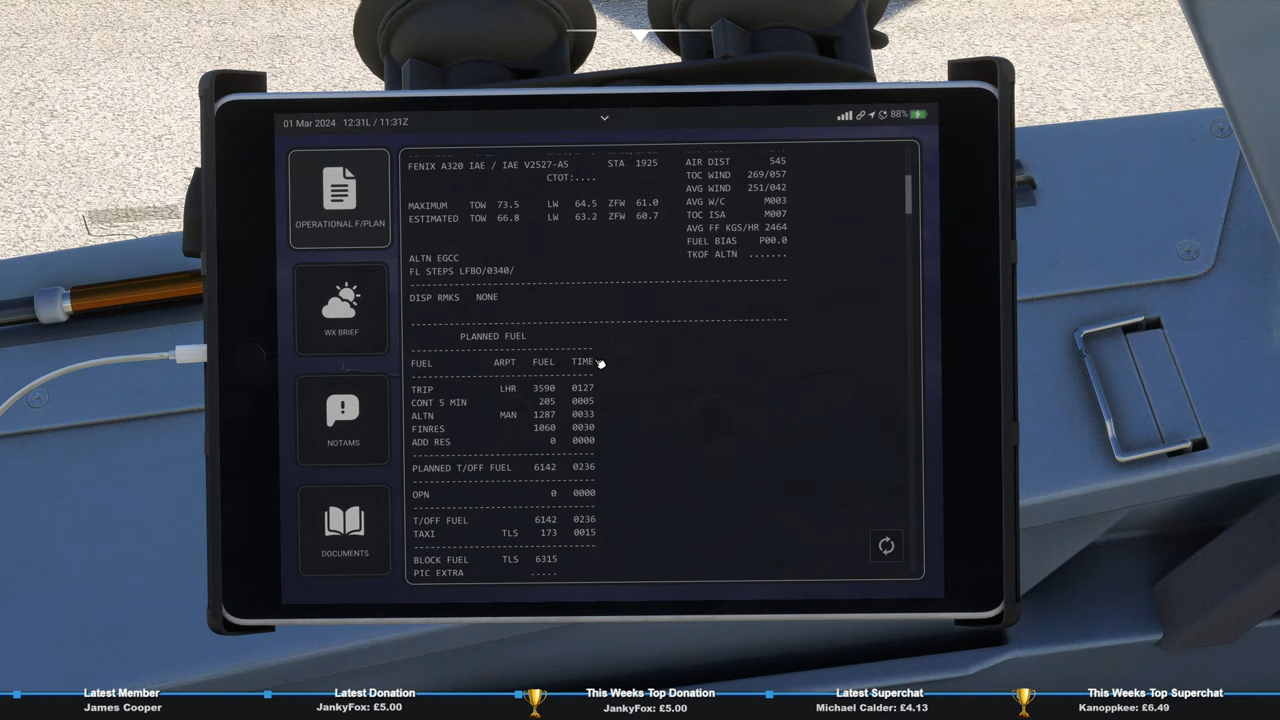 01 Mar 2024 12:31L / 11:31Z
88%
OPERATIONAL F/PLAN
WX BRIEF
NOTAMS
DOCUMENTS
FENIX A320 IAE / IAE V2527-A5 STA 1925
CTOT:....
MAXIMUM TOW 73.5 LW 64.5 ZFW 61.0
ESTIMATED TOW 66.8 LW 63.2 ZFW 60.7
AIR DIST 545
TOC WIND 269/057
AVG WIND 251/042
AVG W/C M003
TOC ISA M007
AVG FF KGS/HR 2464
FUEL BIAS P00.0
TKOF ALTN .......
ALTN EGCC
FL STEPS LFBO/0340/
DISP RMKS NONE
PLANNED FUEL
FUEL ARPT FUEL TIME
TRIP LHR 3590 0127
CONT 5 MIN 205 0005
ALTN MAN 1287 0033
FINRES 1060 0030
ADD RES 0 0000
PLANNED T/OFF FUEL 6142 0236
OPN 0 0000
T/OFF FUEL 6142 0236
TAXI TLS 173 0015
BLOCK FUEL TLS 6315
PIC EXTRA .....
Latest Member
James Cooper
Latest Donation
JankyFox: £5.00
This Weeks Top Donation
JankyFox: £5.00
Latest Superchat
Michael Calder: £4.13
This Weeks Top Superchat
Kanoppkee: £6.49